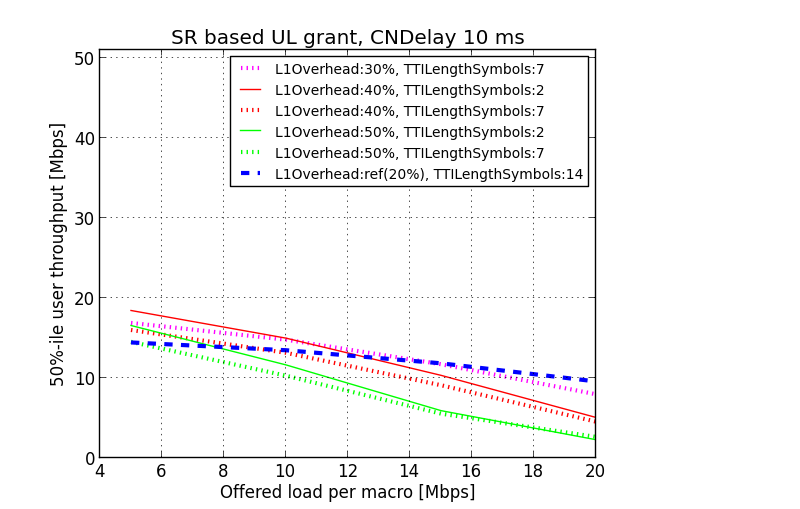 SR based UL grant, CNDelay 10 ms
50
40
30
20
10
0
50%-ile user throughput [Mbps]
L1Overhead:30%, TTILengthSymbols:7
L1Overhead:40%, TTILengthSymbols:2
L1Overhead:40%, TTILengthSymbols:7
L1Overhead:50%, TTILengthSymbols:2
L1Overhead:50%, TTILengthSymbols:7
L1Overhead:ref(20%), TTILengthSymbols:14
4 6 8 10 12 14 16 18 20
Offered load per macro [Mbps]